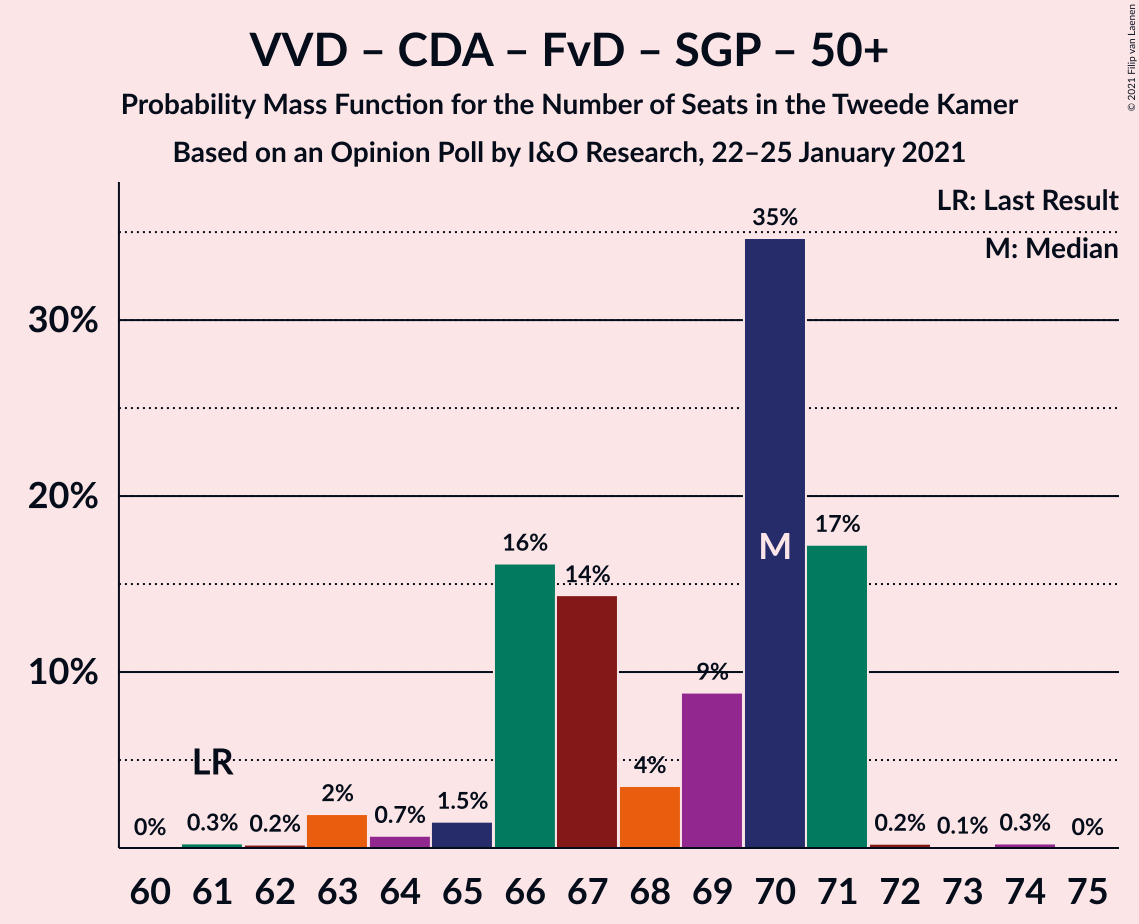 VVD – CDA – FvD – SGP – 50+
Probability Mass Function for the Number of Seats in the Tweede Kamer
Based on an Opinion Poll by I&O Research, 22–25 January 2021
© 2021 Filip van Laenen
LR: Last Result
M: Median
35%
30%
20%
17%
16%
M
14%
10%
9%
LR
4%
2%
1.5%
0.7%
0% 0.3% 0.2% 0.2% 0.1% 0.3% 0%
60 61 62 63 64 65 66 67 68 69 70 71 72 73 74 75